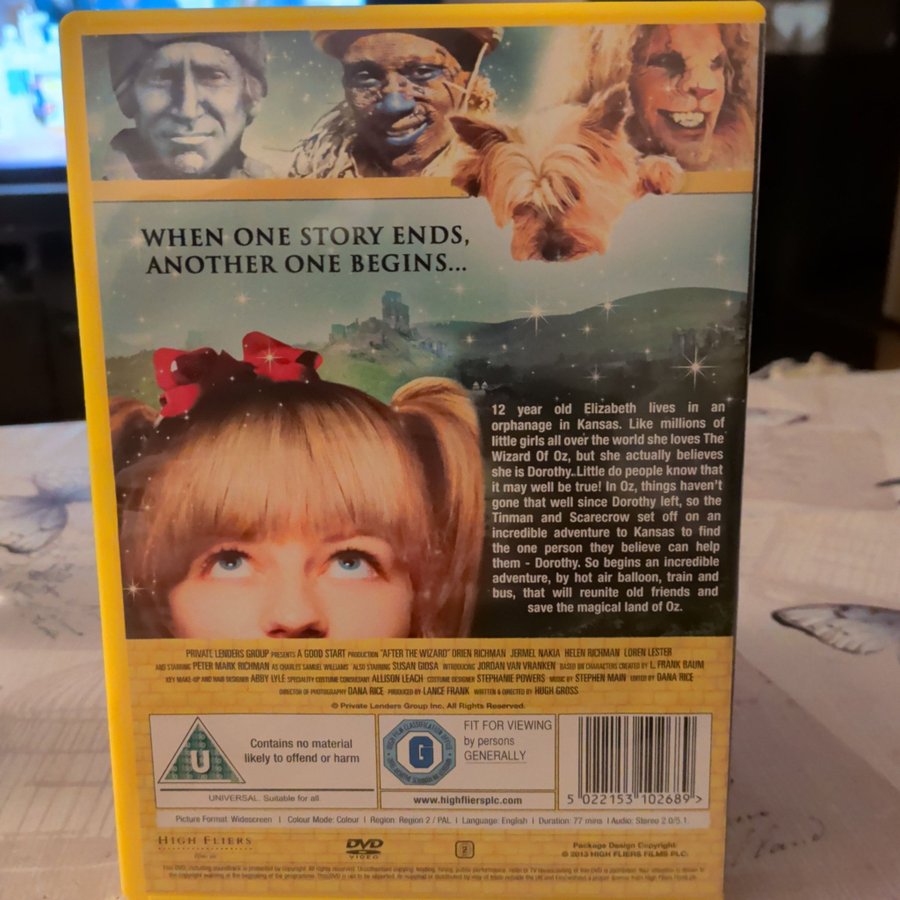 WHEN ONE STORY ENDS,
ANOTHER ONE BEGINS...
12 year old Elizabeth lives in an
orphanage in Kansas. Like millions of
little girls all over the world she loves The
Wizard Of Oz, but she actually believes
she is Dorothy..Little do people know that
it may well be true! In Oz, things haven't
gone that well since Dorothy left, so the
Tinman and Scarecrow set off on an
incredible adventure to Kansas to find
the one person they believe can help
them - Dorothy. So begins an incredible
adventure, by hot air balloon, train and
bus, that will reunite old friends and
save the magical land of Oz.
PRIVATE LENDERS GROUP PRESENTS A GOOD START PRODUCTION "AFTER THE WIZARD" ORIEN RICHMAN JERMEL NAKIA HELEN RICHMAN LOREN LESTER
AND STARRING PETER MARK RICHMAN AS CHARLES SAMUEL WILLIAMS ALSO STARRING SUSAN GIOSA INTRODUCING JORDAN VAN VRANKEN BASED ON CHARACTERS CREATED BY L. FRANK BAUM
KEY MAKE-UP AND HAIR DESIGNER ABBY LYLE SPECIALITY COSTUME CONSULTANT ALLISON LEACH COSTUME DESIGNER STEPHANIE POWERS MUSIC BY STEPHEN MAIN EDITED BY DANA RICE
DIRECTOR OF PHOTOGRAPHY DANA RICE PRODUCED BY LANCE FRANK WRITTEN & DIRECTED BY HUGH GROSS
© Private Lenders Group Inc. All Rights Reserved.
U
Contains no material
likely to offend or harm
UNIVERSAL. Suitable for all
G
FIT FOR VIEWING
by persons
GENERALLY
www.highfliersplc.com
5 022153 102689 >
Picture Format: Widescreen | Colour Mode: Colour | Region: Region 2 / PAL | Language: English | Duration: 77 mins | Audio: Stereo 2.0/5.1.
HIGH FLIERS
DVD
VIDEO
2
Package Design Copyright:
© 2013 HIGH FLIERS FILMS PLC.